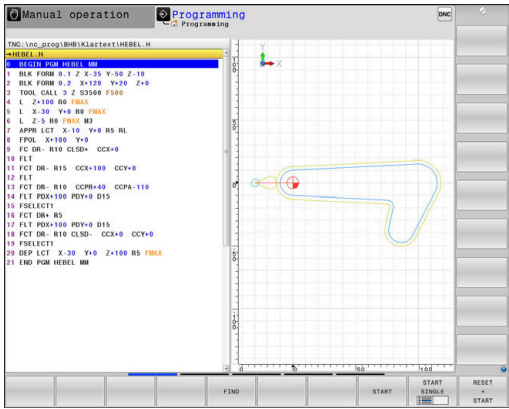 Manual operation
Programming
Programming
DNC
TNC:\nc_prog\BHB\Klartext\HEBEL.H
→HEBEL.H
0 BEGIN PGM HEBEL MM
1 BLK FORM 0.1 Z X-35 Y-50 Z-10
2 BLK FORM 0.2 X+120 Y+20 Z+0
3 TOOL CALL 3 Z S3500 F500
4 L Z+100 R0 FMAX
5 L X-30 Y+0 R0 FMAX
6 L Z-5 R0 FMAX M3
7 APPR LCT X-10 Y+0 R5 RL
8 FPOL X+100 Y+0
9 FC DR- R10 CLSD+ CCX+0
10 FLT
11 FCT DR- R15 CCX+100 CCY+0
12 FLT
13 FCT DR- R10 CCPR+40 CCPA-110
14 FLT PDX+100 PDY+0 D15
15 FSELECT1
16 FCT DR+ R5
17 FLT PDX+100 PDY+0 D15
18 FCT DR- R10 CLSD- CCX+0 CCY+0
19 FSELECT1
20 DEP LCT X-30 Y+0 Z+100 R5 FMAX
21 END PGM HEBEL MM
Y
X
0
50
100
FIND
START
START SINGLE
RESET + START